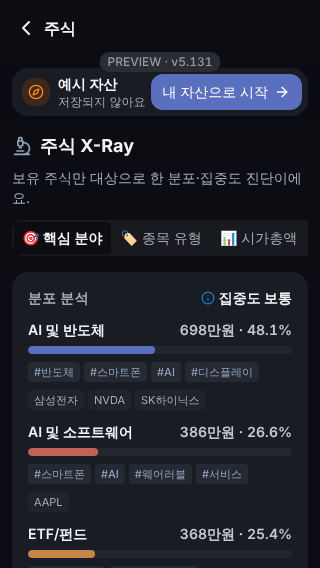 주식
PREVIEW · v5.131
예시 자산
저장되지 않아요
내 자산으로 시작 →
주식 X-Ray
보유 주식만 대상으로 한 분포·집중도 진단이에
요.
🎯 핵심 분야 🏷️ 종목 유형 📊 시가총액
분포 분석 집중도 보통
AI 및 반도체 698만원 · 48.1%
#반도체 #스마트폰 #AI #디스플레이
삼성전자 NVDA SK하이닉스
AI 및 소프트웨어 386만원 · 26.6%
#스마트폰 #AI #웨어러블 #서비스
AAPL
ETF/펀드 368만원 · 25.4%